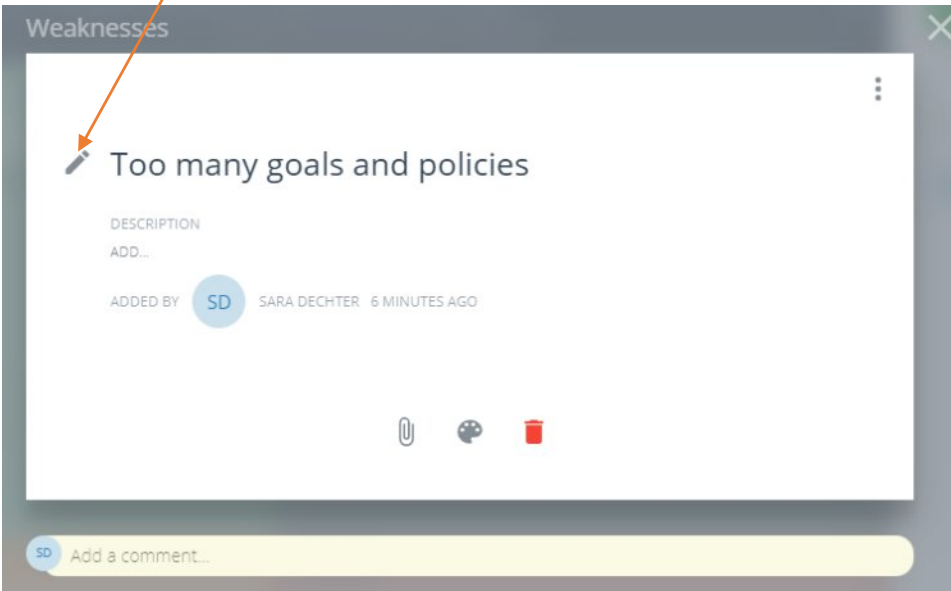 Weaknesses
Too many goals and policies
DESCRIPTION
ADD...
ADDED BY SD SARA DECHTER 6 MINUTES AGO
SD Add a comment...